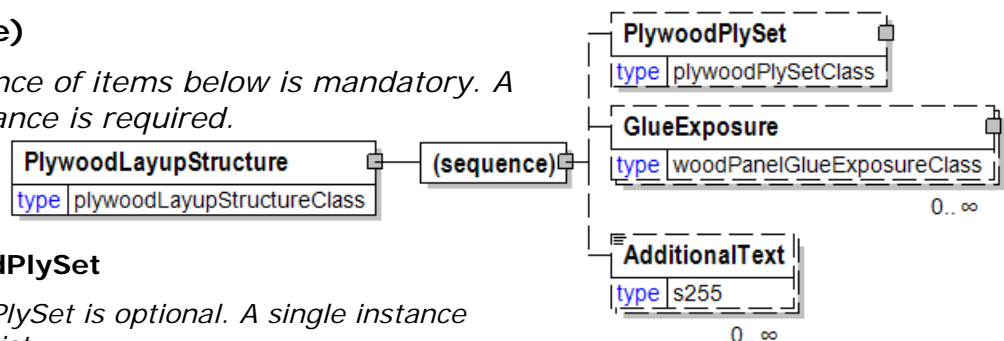 e)
nce of items below is mandatory. A
ance is required.
PlywoodLayupStructure
type plywoodLayupStructureClass
(sequence)
PlywoodPlySet
type plywoodPlySetClass
GlueExposure
type woodPanelGlueExposureClass
0.. ∞
AdditionalText
type s255
0.. ∞
dPlySet
PlySet is optional. A single instance